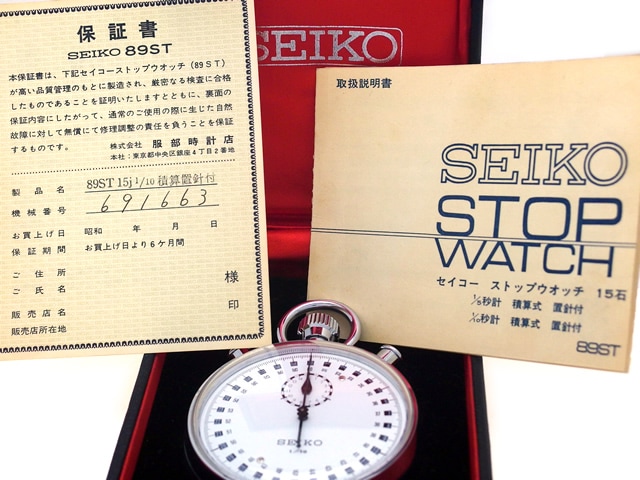 保証書
SEIKO 89ST
本保証書は、下記セイコーストップウオッチ(89ST)
が高い品質管理のもとに製造され、厳密なる検査に合格
したものであることを証明いたしますとともに、裏面の
保証内容にしたがって、通常のご使用の際に生じた自然
故障に対して無償にて修理調整の責任を負うことを保証
するものです。
株式会社 服部時計店
本社:東京都中央区銀座4丁目2番地
製品名 89ST 15j 1/10 積算置針付
機械番号 691663
お買上げ日 昭和 年 月 日
保証期間 お買上げ日より6ケ月間
ご住所
ご氏名 様
印
販売店名
販売店所在地
SEIKO
取扱説明書
SEIKO
STOP
WATCH
セイコー ストップウオッチ 15石
1/5秒計 積算式 置針付
1/10秒計 積算式 置針付
89ST
SEIKO